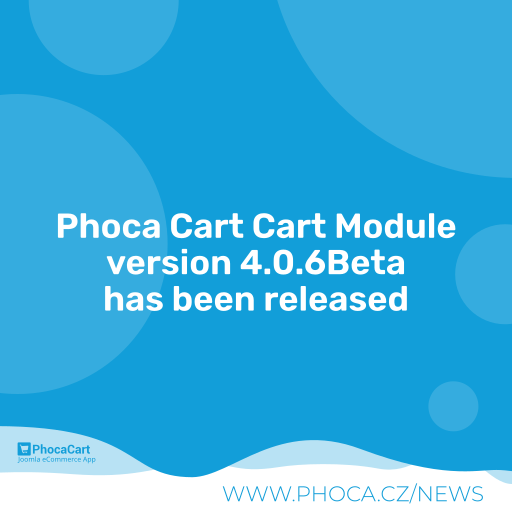 Phoca Cart Cart Module
version 4.0.6Beta
has been released
PhocaCart
Joomla eCommerce App
WWW.PHOCA.CZ/NEWS